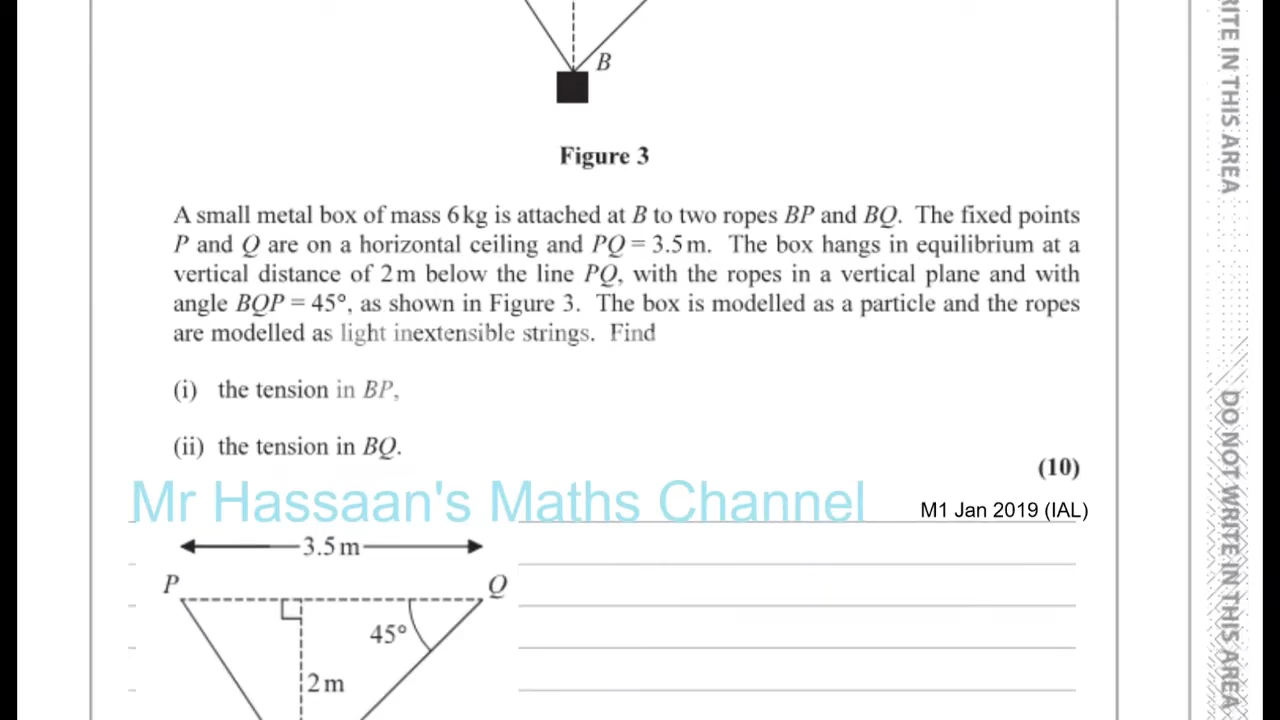 B
Figure 3
A small metal box of mass 6 kg is attached at B to two ropes BP and BQ. The fixed points
P and Q are on a horizontal ceiling and PQ = 3.5 m. The box hangs in equilibrium at a
vertical distance of 2 m below the line PQ, with the ropes in a vertical plane and with
angle BQP = 45°, as shown in Figure 3. The box is modelled as a particle and the ropes
are modelled as light inextensible strings. Find
(i) the tension in BP,
(ii) the tension in BQ.
(10)
Mr Hassaan's Maths Channel
M1 Jan 2019 (IAL)
3.5 m
P
Q
45°
2 m
RITE IN THIS AREA
DO NOT WRITE IN THIS AREA